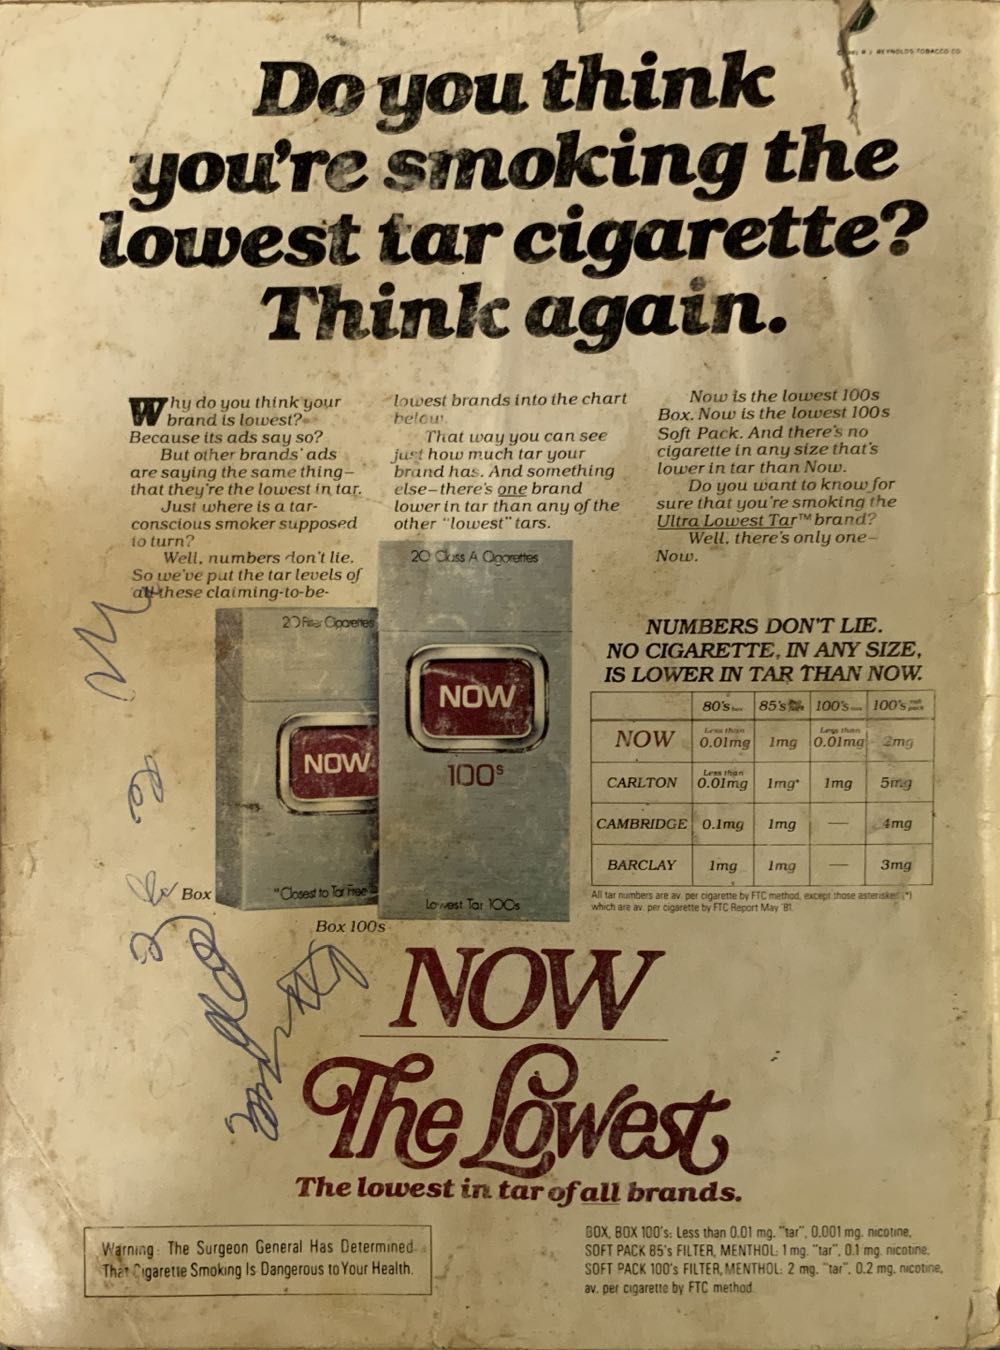 © 1981 R.J. REYNOLDS TOBACCO CO.
Do you think
you're smoking the
lowest tar cigarette?
Think again.
Why do you think your
brand is lowest?
Because its ads say so?
But other brands' ads
are saying the same thing—
that they're the lowest in tar.
Just where is a tar-
conscious smoker supposed
to turn?
Well, numbers don't lie.
So we've put the tar levels of
all these claiming-to-be-
lowest brands into the chart
below.
That way you can see
just how much tar your
brand has. And something
else—there's one brand
lower in tar than any of the
other "lowest" tars.
Now is the lowest 100s
Box. Now is the lowest 100s
Soft Pack. And there's no
cigarette in any size that's
lower in tar than Now.
Do you want to know for
sure that you're smoking the
Ultra Lowest Tar™ brand?
Well, there's only one—
Now.
20 Filter Cigarettes
NOW
"Closest to Tar Free"
Box
20 Class A Cigarettes
NOW
100s
Lowest Tar 100s
Box 100s
NUMBERS DON'T LIE.
NO CIGARETTE, IN ANY SIZE,
IS LOWER IN TAR THAN NOW.
80's box 85's 100's box 100's soft pack
NOW Less than 0.01mg 1mg Less than 0.01mg 2mg
CARLTON Less than 0.01mg 1mg* 1mg 5mg
CAMBRIDGE 0.1mg 1mg — 4mg
BARCLAY 1mg 1mg — 3mg
All tar numbers are av. per cigarette by FTC method, except those asterisked (*)
which are av. per cigarette by FTC Report May '81.
NOW
The Lowest
The lowest in tar of all brands.
Warning: The Surgeon General Has Determined
That Cigarette Smoking Is Dangerous to Your Health.
BOX, BOX 100's: Less than 0.01 mg. "tar", 0.001 mg. nicotine,
SOFT PACK 85's FILTER, MENTHOL: 1 mg. "tar", 0.1 mg. nicotine,
SOFT PACK 100's FILTER, MENTHOL: 2 mg. "tar", 0.2 mg. nicotine,
av. per cigarette by FTC method.